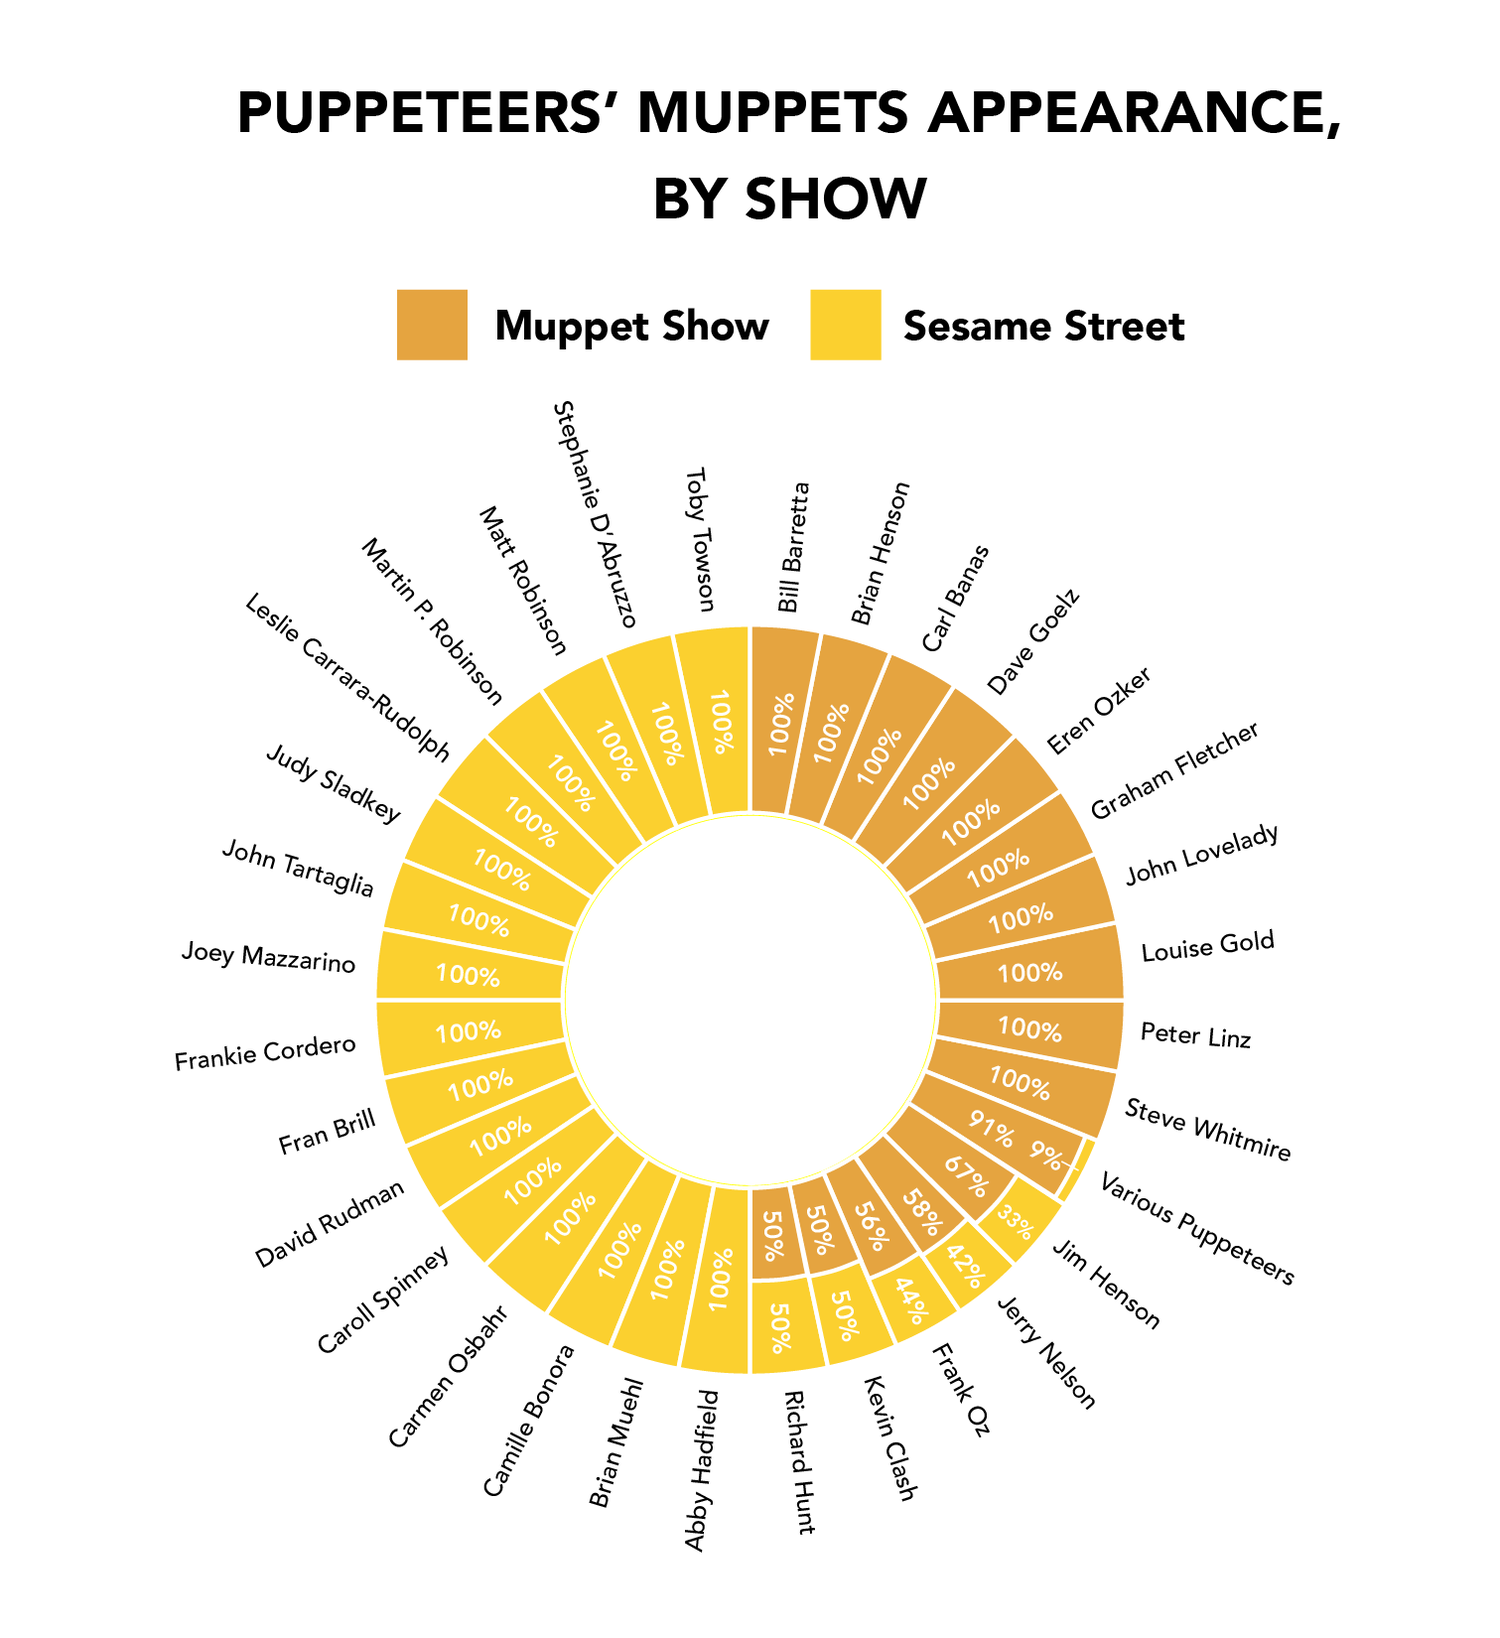 PUPPETEERS’ MUPPETS APPEARANCE,
BY SHOW
Muppet Show
Sesame Street
Bill Barretta
100%
Brian Henson
100%
Carl Banas
100%
Dave Goelz
100%
Eren Ozker
100%
Graham Fletcher
100%
John Lovelady
100%
Louise Gold
100%
Peter Linz
100%
Steve Whitmire
100%
Various Puppeteers
91%
9%
Jim Henson
67%
33%
Jerry Nelson
58%
42%
Frank Oz
56%
44%
Kevin Clash
50%
50%
Richard Hunt
50%
50%
Abby Hadfield
100%
Brian Muehl
100%
Camille Bonora
100%
Carmen Osbahr
100%
Caroll Spinney
100%
David Rudman
100%
Fran Brill
100%
Frankie Cordero
100%
Joey Mazzarino
100%
John Tartaglia
100%
Judy Sladkey
100%
Leslie Carrara-Rudolph
100%
Martin P. Robinson
100%
Matt Robinson
100%
Stephanie D’Abruzzo
100%
Toby Towson
100%